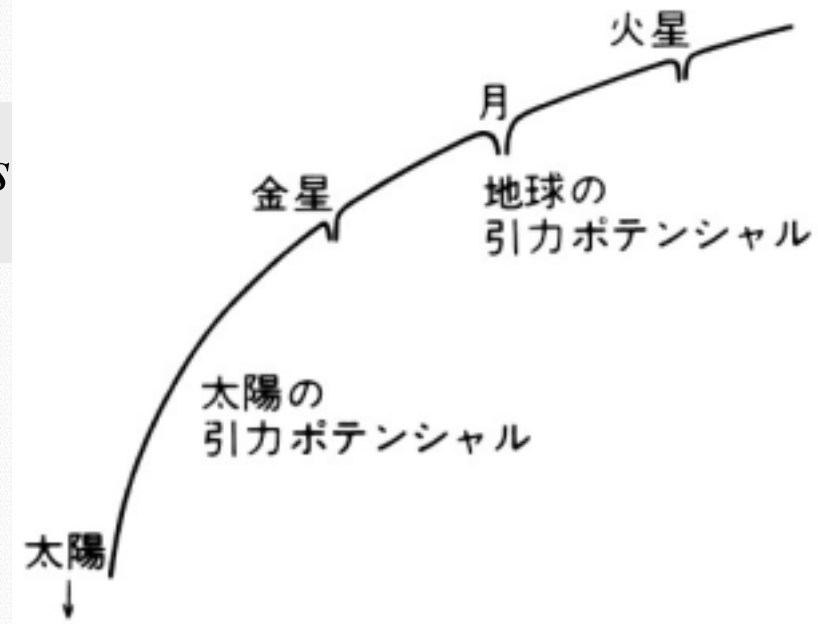 火星
月
s
金星
地球の
引力ポテンシャル
太陽の
引力ポテンシャル
太陽